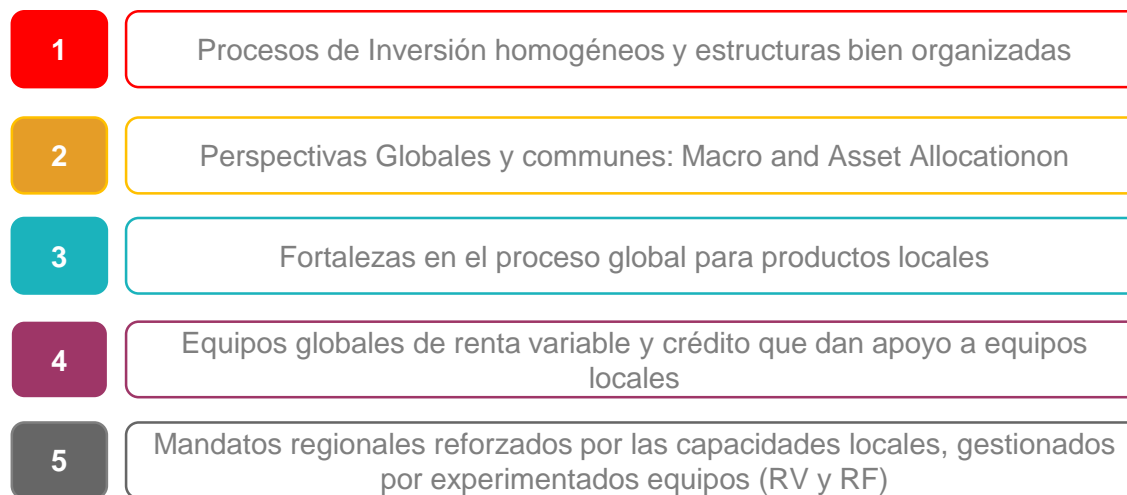 1
Procesos de Inversión homogéneos y estructuras bien organizadas
2
Perspectivas Globales y communes: Macro and Asset Allocationon
3
Fortalezas en el proceso global para productos locales
4
Equipos globales de renta variable y crédito que dan apoyo a equipos
locales
5
Mandatos regionales reforzados por las capacidades locales, gestionados
por experimentados equipos (RV y RF)